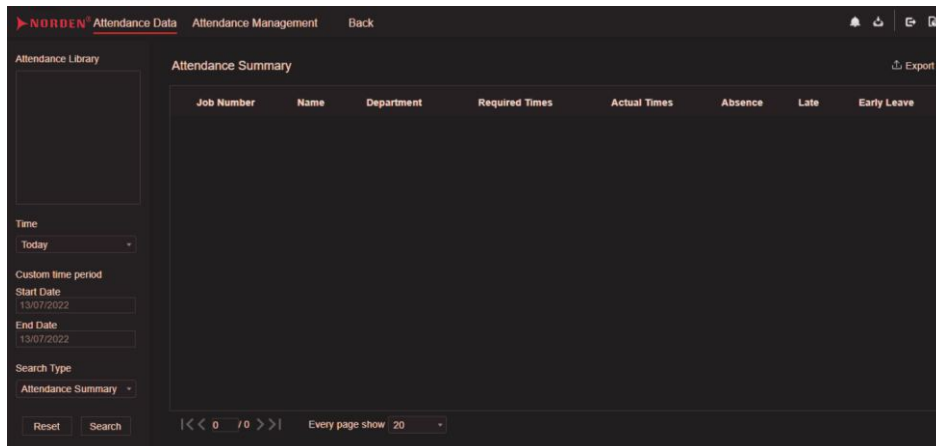 NORDEN® Attendance Data Attendance Management Back
Attendance Library
Attendance Summary
Export
Job Number Name Department Required Times Actual Times Absence Late Early Leave
Time
Today
Custom time period
Start Date
13/07/2022
End Date
13/07/2022
Search Type
Attendance Summary
Reset Search
0 / 0 Every page show 20